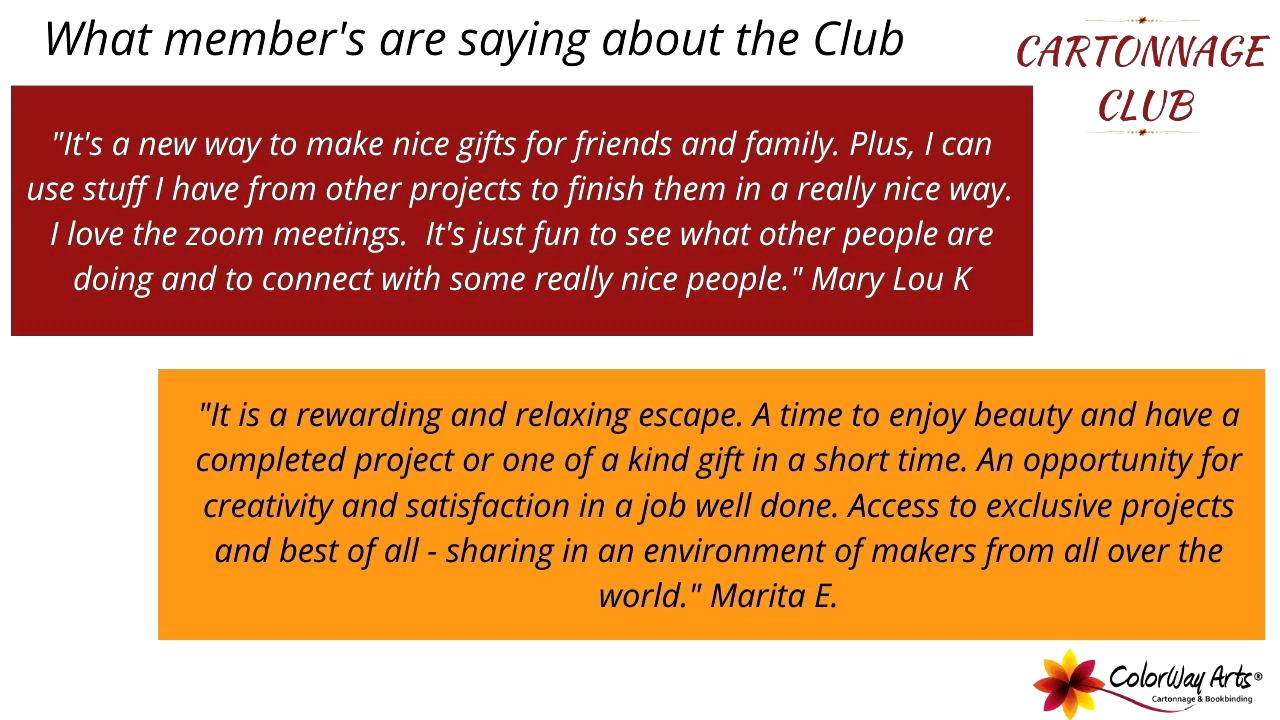 What member's are saying about the Club
CARTONNAGE
CLUB
"It's a new way to make nice gifts for friends and family. Plus, I can
use stuff I have from other projects to finish them in a really nice way.
I love the zoom meetings.  It's just fun to see what other people are
doing and to connect with some really nice people." Mary Lou K
"It is a rewarding and relaxing escape. A time to enjoy beauty and have a
completed project or one of a kind gift in a short time. An opportunity for
creativity and satisfaction in a job well done. Access to exclusive projects
and best of all - sharing in an environment of makers from all over the
world." Marita E.
ColorWay Arts®
Cartonnage & Bookbinding